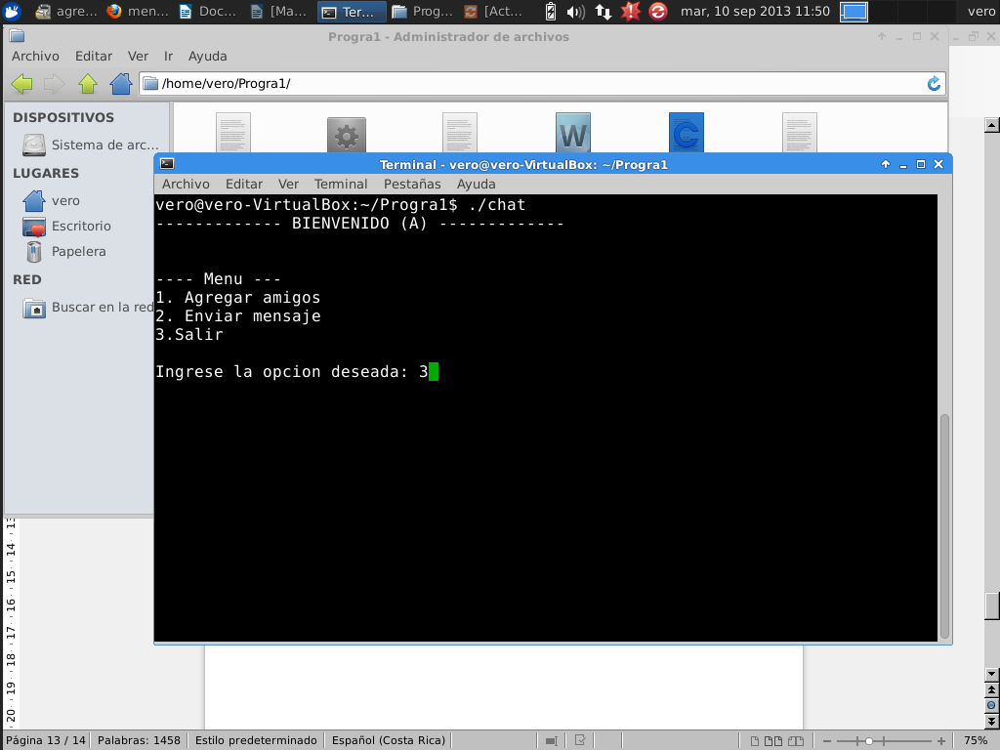 agre... men... Doc... [Ma... Ter... Prog... [Act... mar, 10 sep 2013 11:50 vero
Progra1 - Administrador de archivos
Archivo Editar Ver Ir Ayuda
/home/vero/Progra1/
DISPOSITIVOS
Sistema de arc...
LUGARES
vero
Escritorio
Papelera
RED
Buscar en la red
W C
Terminal - vero@vero-VirtualBox: ~/Progra1
Archivo Editar Ver Terminal Pestañas Ayuda
vero@vero-VirtualBox:~/Progra1$ ./chat
------------- BIENVENIDO (A) -------------
---- Menu ---
1. Agregar amigos
2. Enviar mensaje
3.Salir
Ingrese la opcion deseada: 3
13
14
15
16
17
18
19
20
Página 13 / 14 Palabras: 1458 Estilo predeterminado Español (Costa Rica) 75%